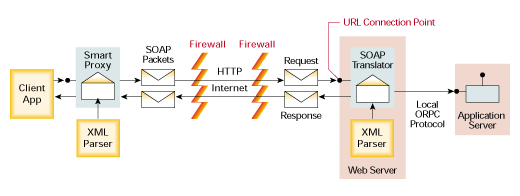 URL Connection Point
Smart
Proxy
SOAP
Packets
Firewall
Firewall
Request
SOAP
Translator
HTTP
Client
App
Internet
Local
ORPC
Protocol
Application
Server
Response
XML
Parser
XML
Parser
Web Server